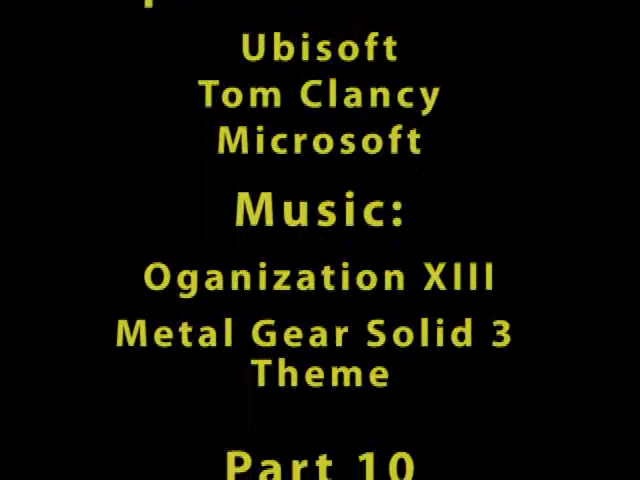 Ubisoft
Tom Clancy
Microsoft
Music:
Oganization XIII
Metal Gear Solid 3
Theme
Part 10